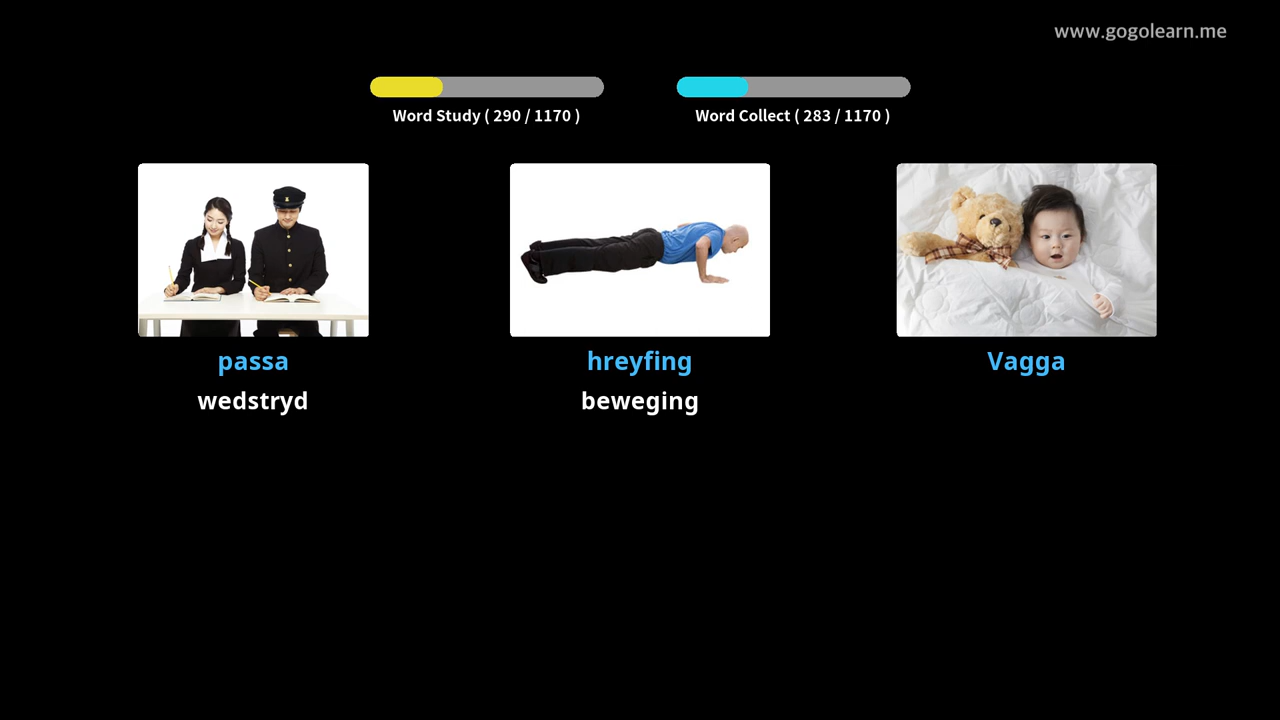 www.gogolearn.me
Word Study ( 290 / 1170 )
Word Collect ( 283 / 1170 )
passa
hreyfing
Vagga
wedstryd
beweging